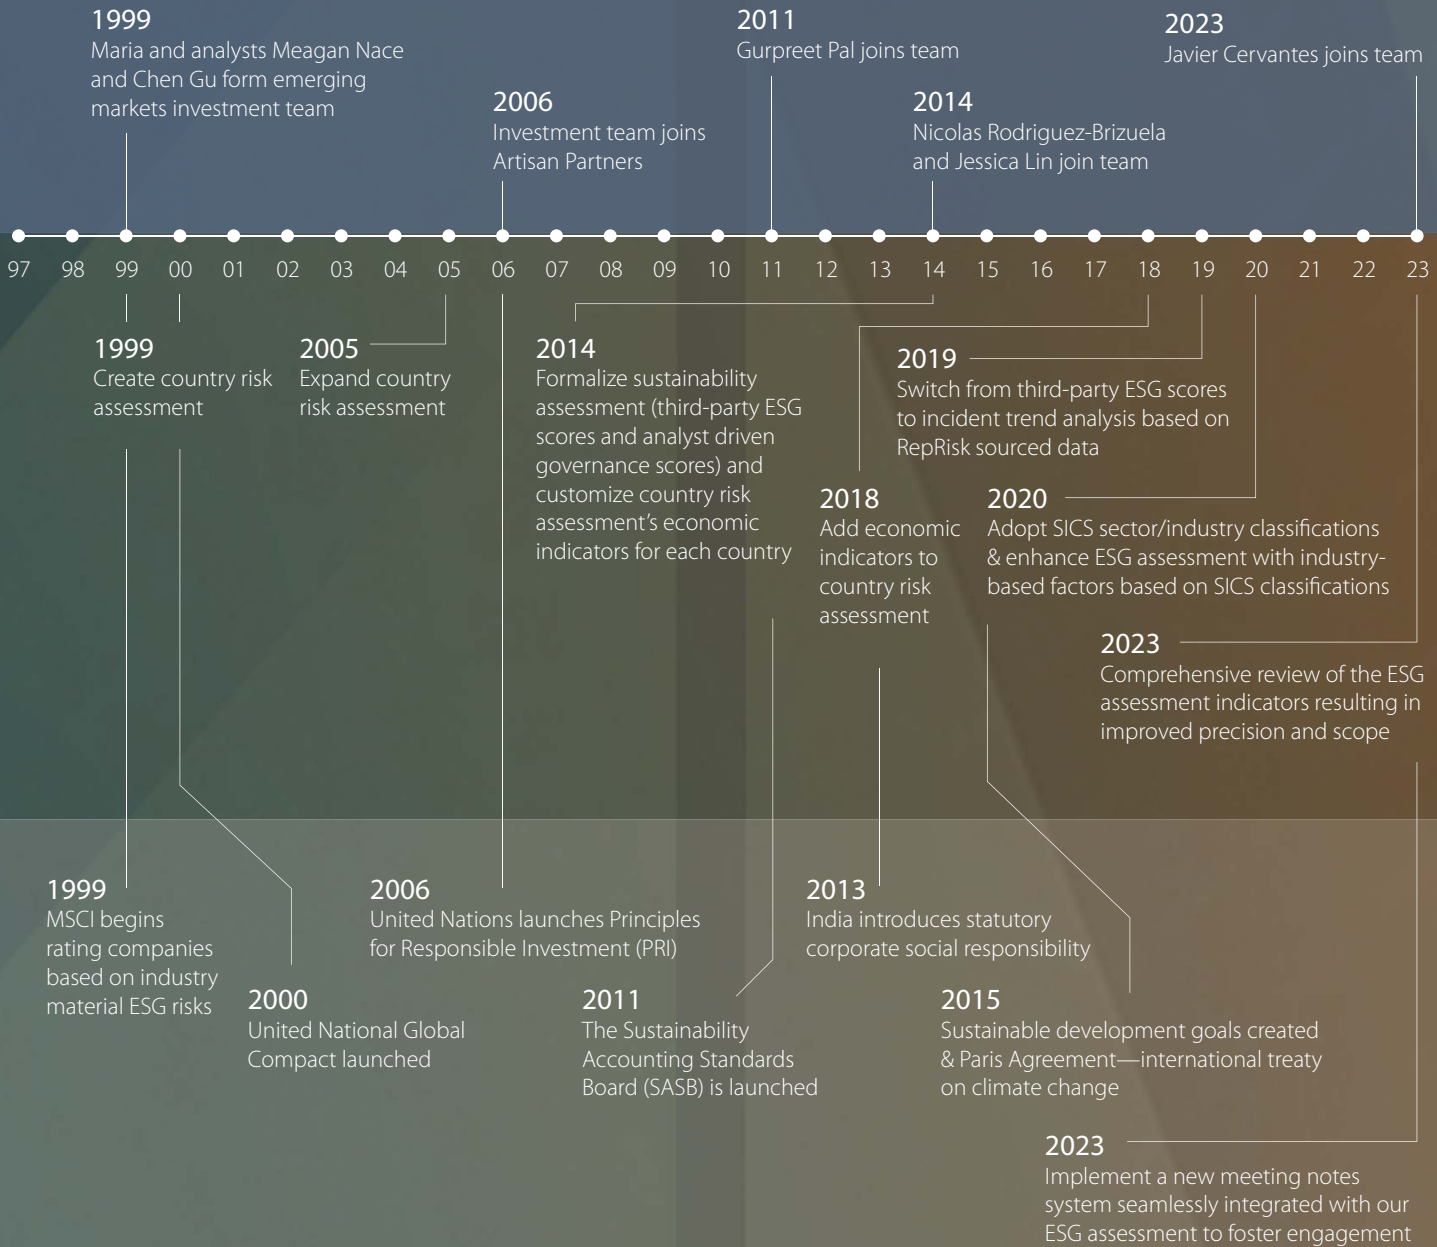 1999
Maria and analysts Meagan Nace
and Chen Gu form emerging
markets investment team
2006
Investment team joins
Artisan Partners
2011
Gurpreet Pal joins team
2014
Nicolas Rodriguez-Brizuela
and Jessica Lin join team
2023
Javier Cervantes joins team
97 98 99 00 01 02 03 04 05 06 07 08 09 10 11 12 13 14 15 16 17 18 19 20 21 22 23
1999
Create country risk
assessment
2005
Expand country
risk assessment
2014
Formalize sustainability
assessment (third-party ESG
scores and analyst driven
governance scores) and
customize country risk
assessment's economic
indicators for each country
2018
Add economic
indicators to
country risk
assessment
2019
Switch from third-party ESG scores
to incident trend analysis based on
RepRisk sourced data
2020
Adopt SICS sector/industry classifications
& enhance ESG assessment with industry-
based factors based on SICS classifications
2023
Comprehensive review of the ESG
assessment indicators resulting in
improved precision and scope
1999
MSCI begins
rating companies
based on industry
material ESG risks
2000
United National Global
Compact launched
2006
United Nations launches Principles
for Responsible Investment (PRI)
2011
The Sustainability
Accounting Standards
Board (SASB) is launched
2013
India introduces statutory
corporate social responsibility
2015
Sustainable development goals created
& Paris Agreement—international treaty
on climate change
2023
Implement a new meeting notes
system seamlessly integrated with our
ESG assessment to foster engagement